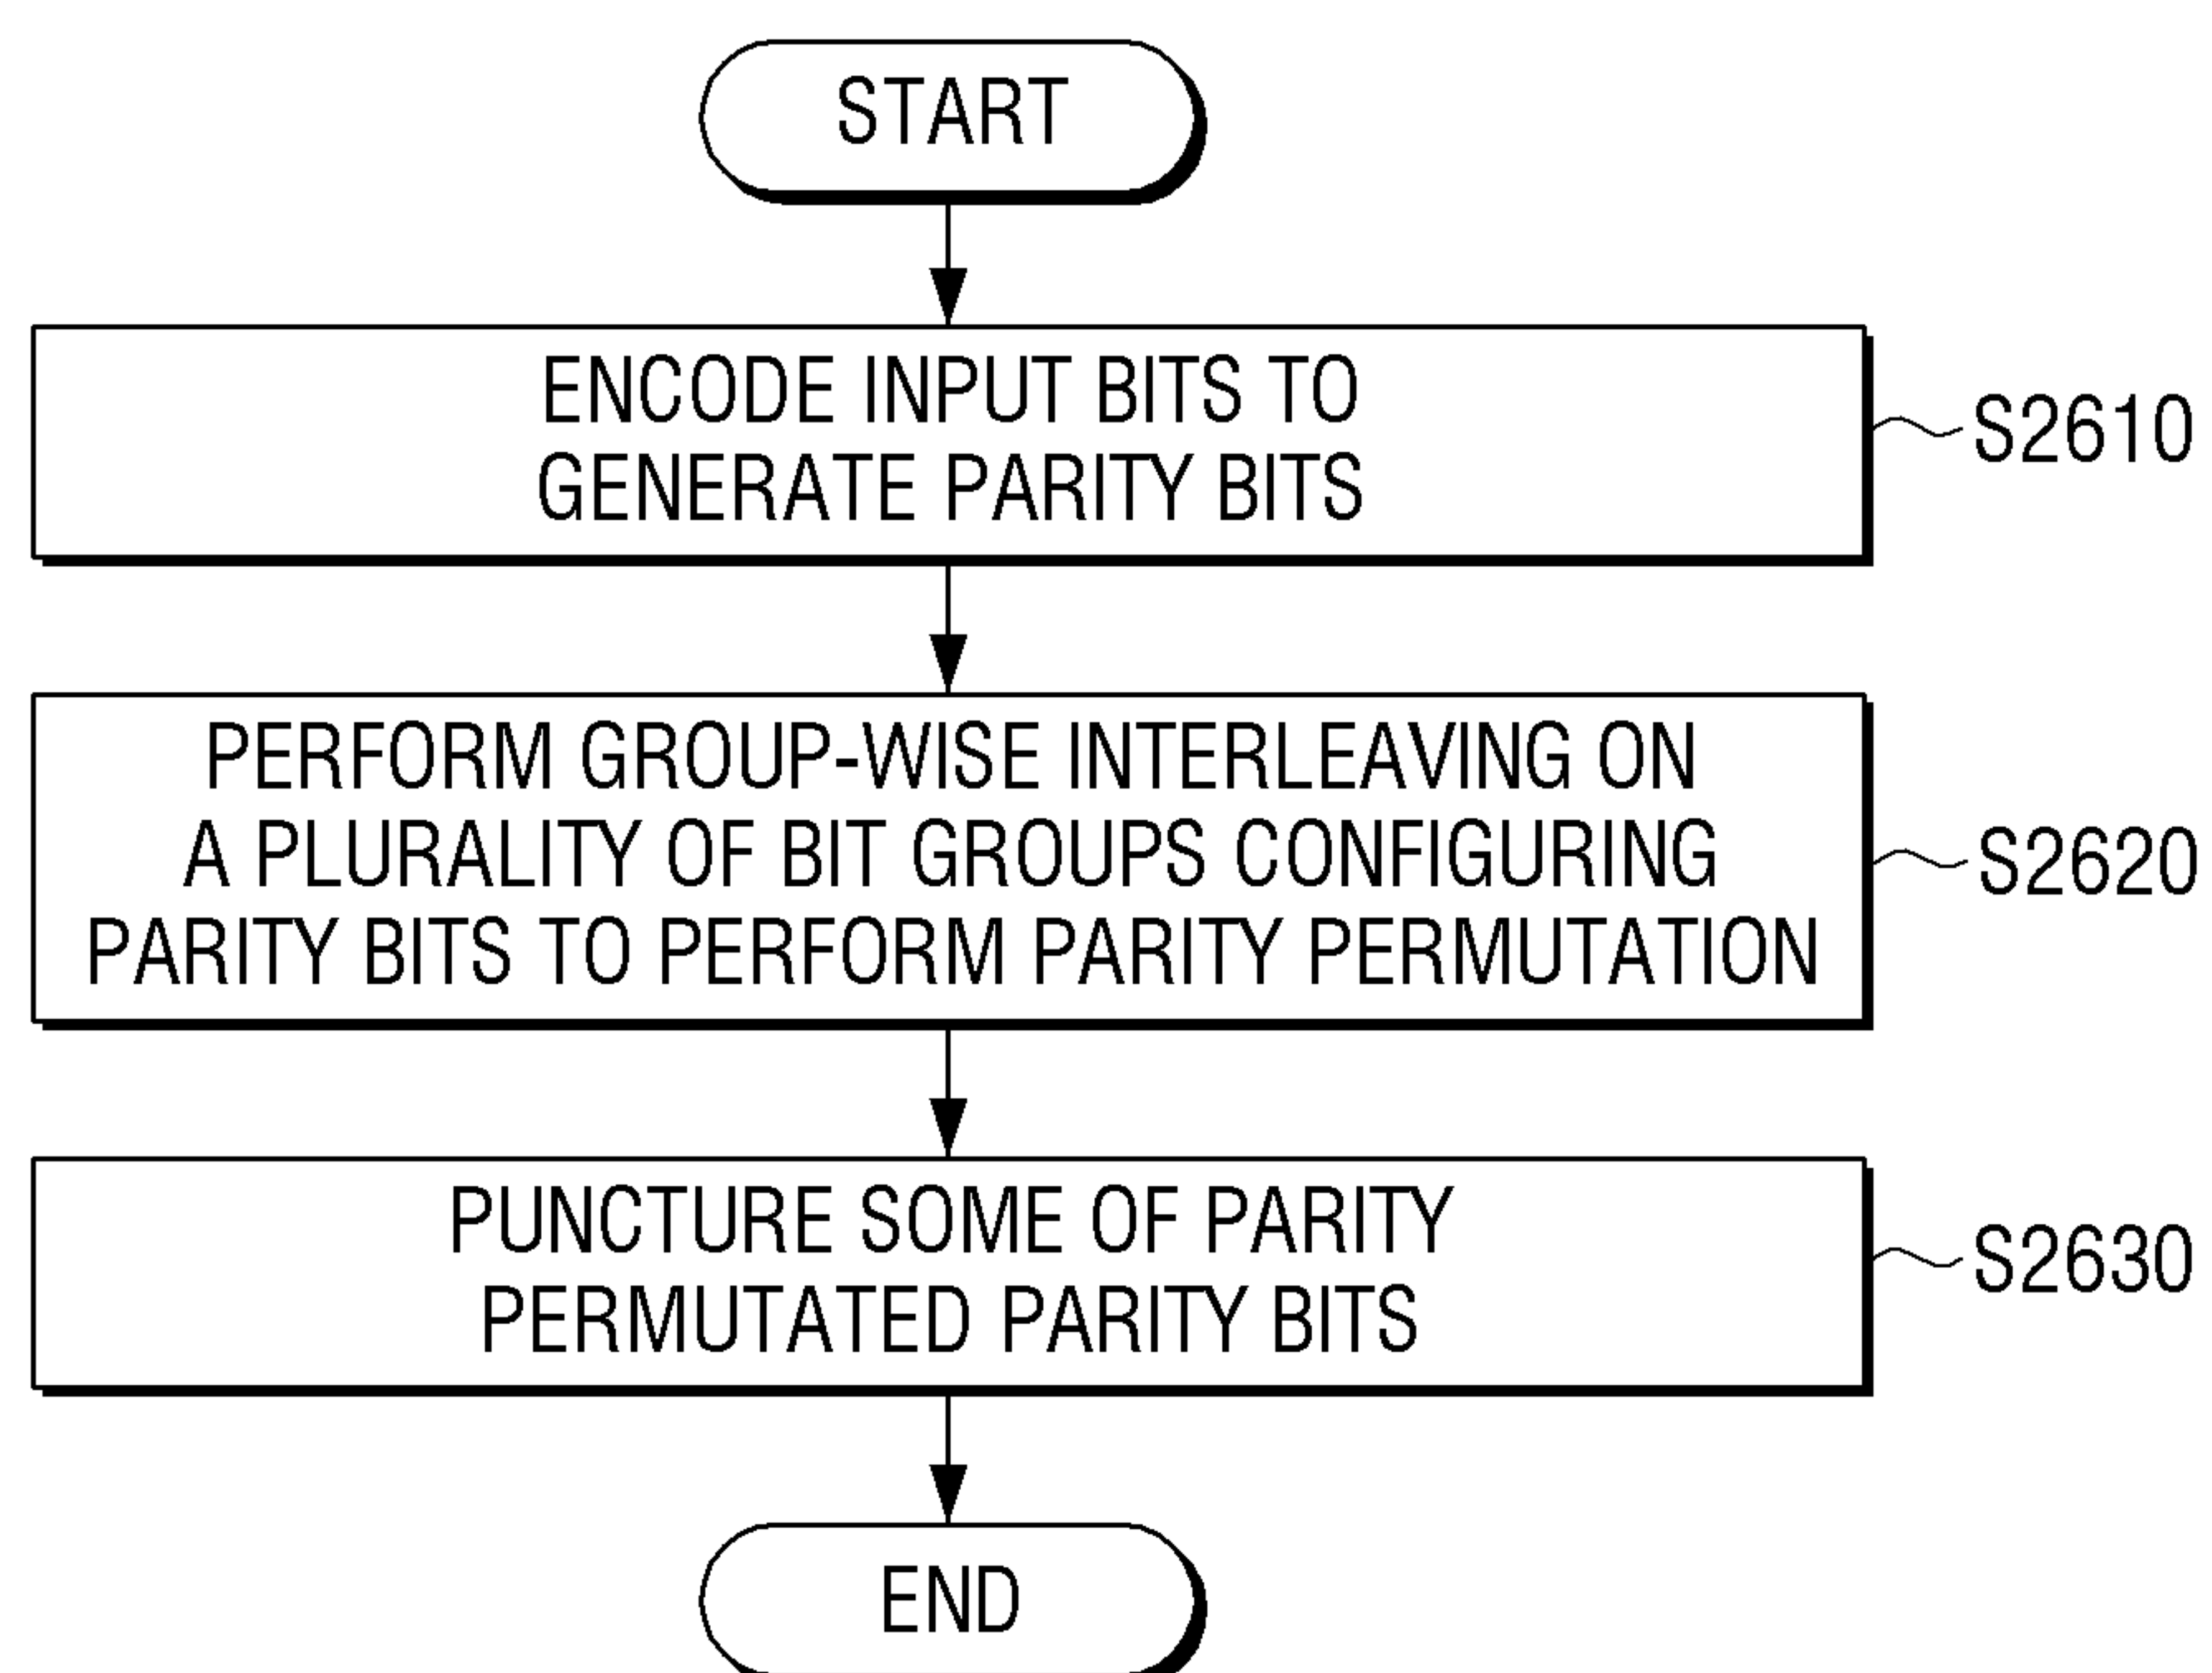 START
ENCODE INPUT BITS TO
GENERATE PARITY BITS
S2610
PERFORM GROUP-WISE INTERLEAVING ON
A PLURALITY OF BIT GROUPS CONFIGURING
PARITY BITS TO PERFORM PARITY PERMUTATION
S2620
PUNCTURE SOME OF PARITY
PERMUTATED PARITY BITS
S2630
END